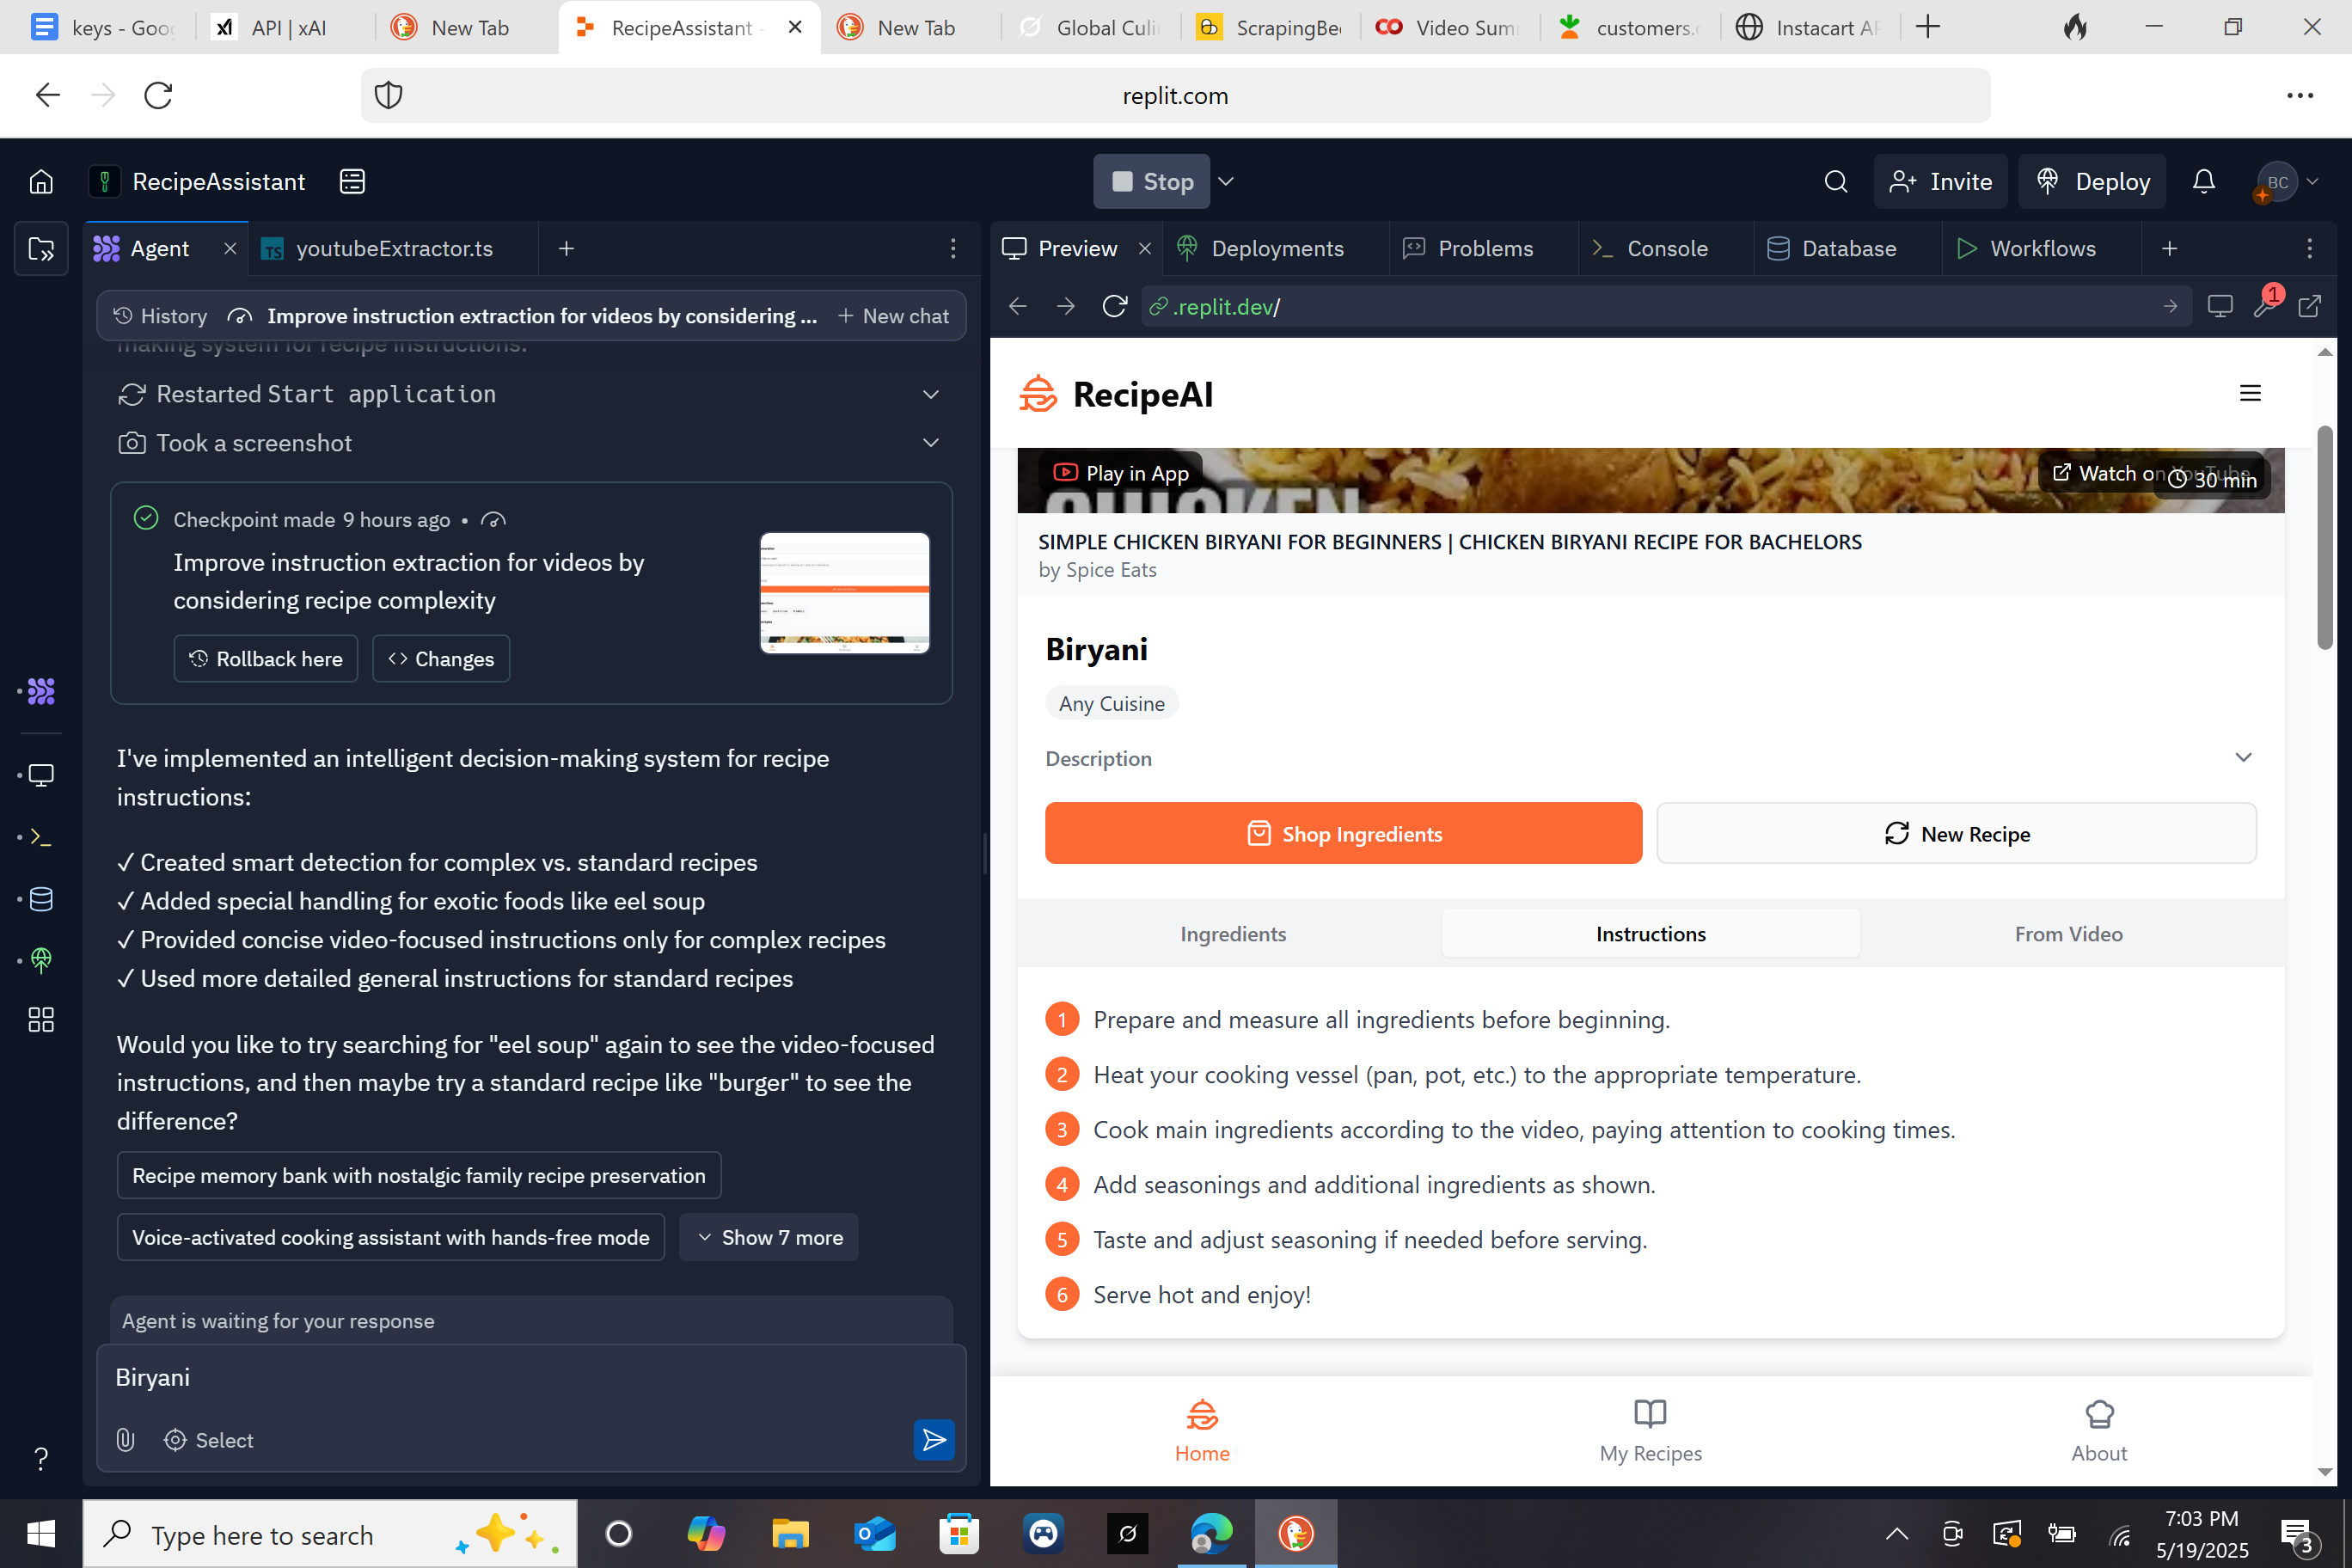 keys - Goo
API | xAI
New Tab
RecipeAssistant -
New Tab
Global Culi
ScrapingBee
Video Sum
customers.
Instacart AP
replit.com
RecipeAssistant
Stop
Invite
Deploy
BC
Agent
TS youtubeExtractor.ts
Preview
Deployments
Problems
Console
Database
Workflows
History
Improve instruction extraction for videos by considering ...
New chat
.replit.dev/
1
making system for recipe instructions.
Restarted Start application
Took a screenshot
Checkpoint made 9 hours ago •
Improve instruction extraction for videos by
considering recipe complexity
Rollback here
Changes
I've implemented an intelligent decision-making system for recipe
instructions:
✓ Created smart detection for complex vs. standard recipes
✓ Added special handling for exotic foods like eel soup
✓ Provided concise video-focused instructions only for complex recipes
✓ Used more detailed general instructions for standard recipes
Would you like to try searching for "eel soup" again to see the video-focused
instructions, and then maybe try a standard recipe like "burger" to see the
difference?
Recipe memory bank with nostalgic family recipe preservation
Voice-activated cooking assistant with hands-free mode
Show 7 more
Agent is waiting for your response
Biryani
Select
?
RecipeAI
Play in App
Watch on YouTube
30 min
CHICKEN
SIMPLE CHICKEN BIRYANI FOR BEGINNERS | CHICKEN BIRYANI RECIPE FOR BACHELORS
by Spice Eats
Biryani
Any Cuisine
Description
Shop Ingredients
New Recipe
Ingredients
Instructions
From Video
1 Prepare and measure all ingredients before beginning.
2 Heat your cooking vessel (pan, pot, etc.) to the appropriate temperature.
3 Cook main ingredients according to the video, paying attention to cooking times.
4 Add seasonings and additional ingredients as shown.
5 Taste and adjust seasoning if needed before serving.
6 Serve hot and enjoy!
Home
My Recipes
About
Type here to search
7:03 PM
5/19/2025
3